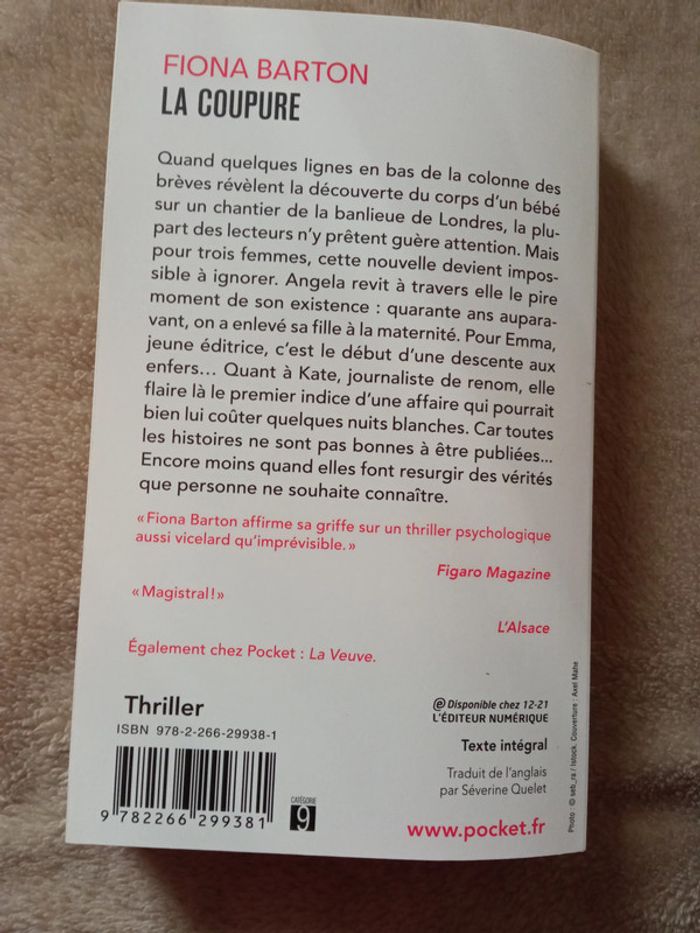 FIONA BARTON
LA COUPURE
Quand quelques lignes en bas de la colonne des
brèves révèlent la découverte du corps d'un bébé
sur un chantier de la banlieue de Londres, la plu-
part des lecteurs n'y prêtent guère attention. Mais
pour trois femmes, cette nouvelle devient impos-
sible à ignorer. Angela revit à travers elle le pire
moment de son existence : quarante ans aupara-
vant, on a enlevé sa fille à la maternité. Pour Emma,
jeune éditrice, c'est le début d'une descente aux
enfers... Quant à Kate, journaliste de renom, elle
flaire là le premier indice d'une affaire qui pourrait
bien lui coûter quelques nuits blanches. Car toutes
les histoires ne sont pas bonnes à être publiées...
Encore moins quand elles font resurgir des vérités
que personne ne souhaite connaître.
« Fiona Barton affirme sa griffe sur un thriller psychologique
aussi vicelard qu'imprévisible. »
Figaro Magazine
« Magistral ! »
L'Alsace
Également chez Pocket : La Veuve.
Thriller
ISBN 978-2-266-29938-1
9 782266 299381
CATÉGORIE
9
@ Disponible chez 12-21
L'ÉDITEUR NUMÉRIQUE
Texte intégral
Traduit de l'anglais
par Séverine Quelet
www.pocket.fr
Photo : © seb_ra / Istock. Couverture : Axel Mahe